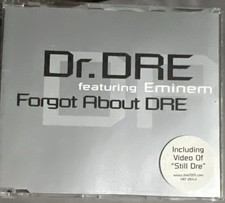 Dr. DRE
featuring Eminem
Forgot About DRE
Including
Video Of
"Still Dre"